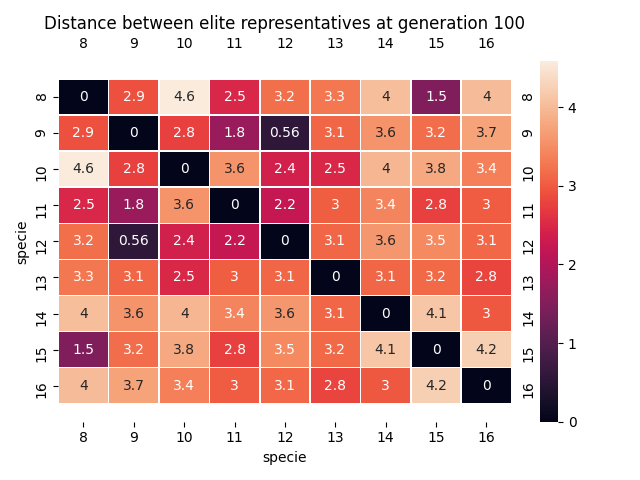 Distance between elite representatives at generation 100
8 9 10 11 12 13 14 15 16
8 0 2.9 4.6 2.5 3.2 3.3 4 1.5 4 8
9 2.9 0 2.8 1.8 0.56 3.1 3.6 3.2 3.7 9
10 4.6 2.8 0 3.6 2.4 2.5 4 3.8 3.4 10
11 2.5 1.8 3.6 0 2.2 3 3.4 2.8 3 11
12 3.2 0.56 2.4 2.2 0 3.1 3.6 3.5 3.1 12
13 3.3 3.1 2.5 3 3.1 0 3.1 3.2 2.8 13
14 4 3.6 4 3.4 3.6 3.1 0 4.1 3 14
15 1.5 3.2 3.8 2.8 3.5 3.2 4.1 0 4.2 15
16 4 3.7 3.4 3 3.1 2.8 3 4.2 0 16
8 9 10 11 12 13 14 15 16
specie
specie
4
3
2
1
0